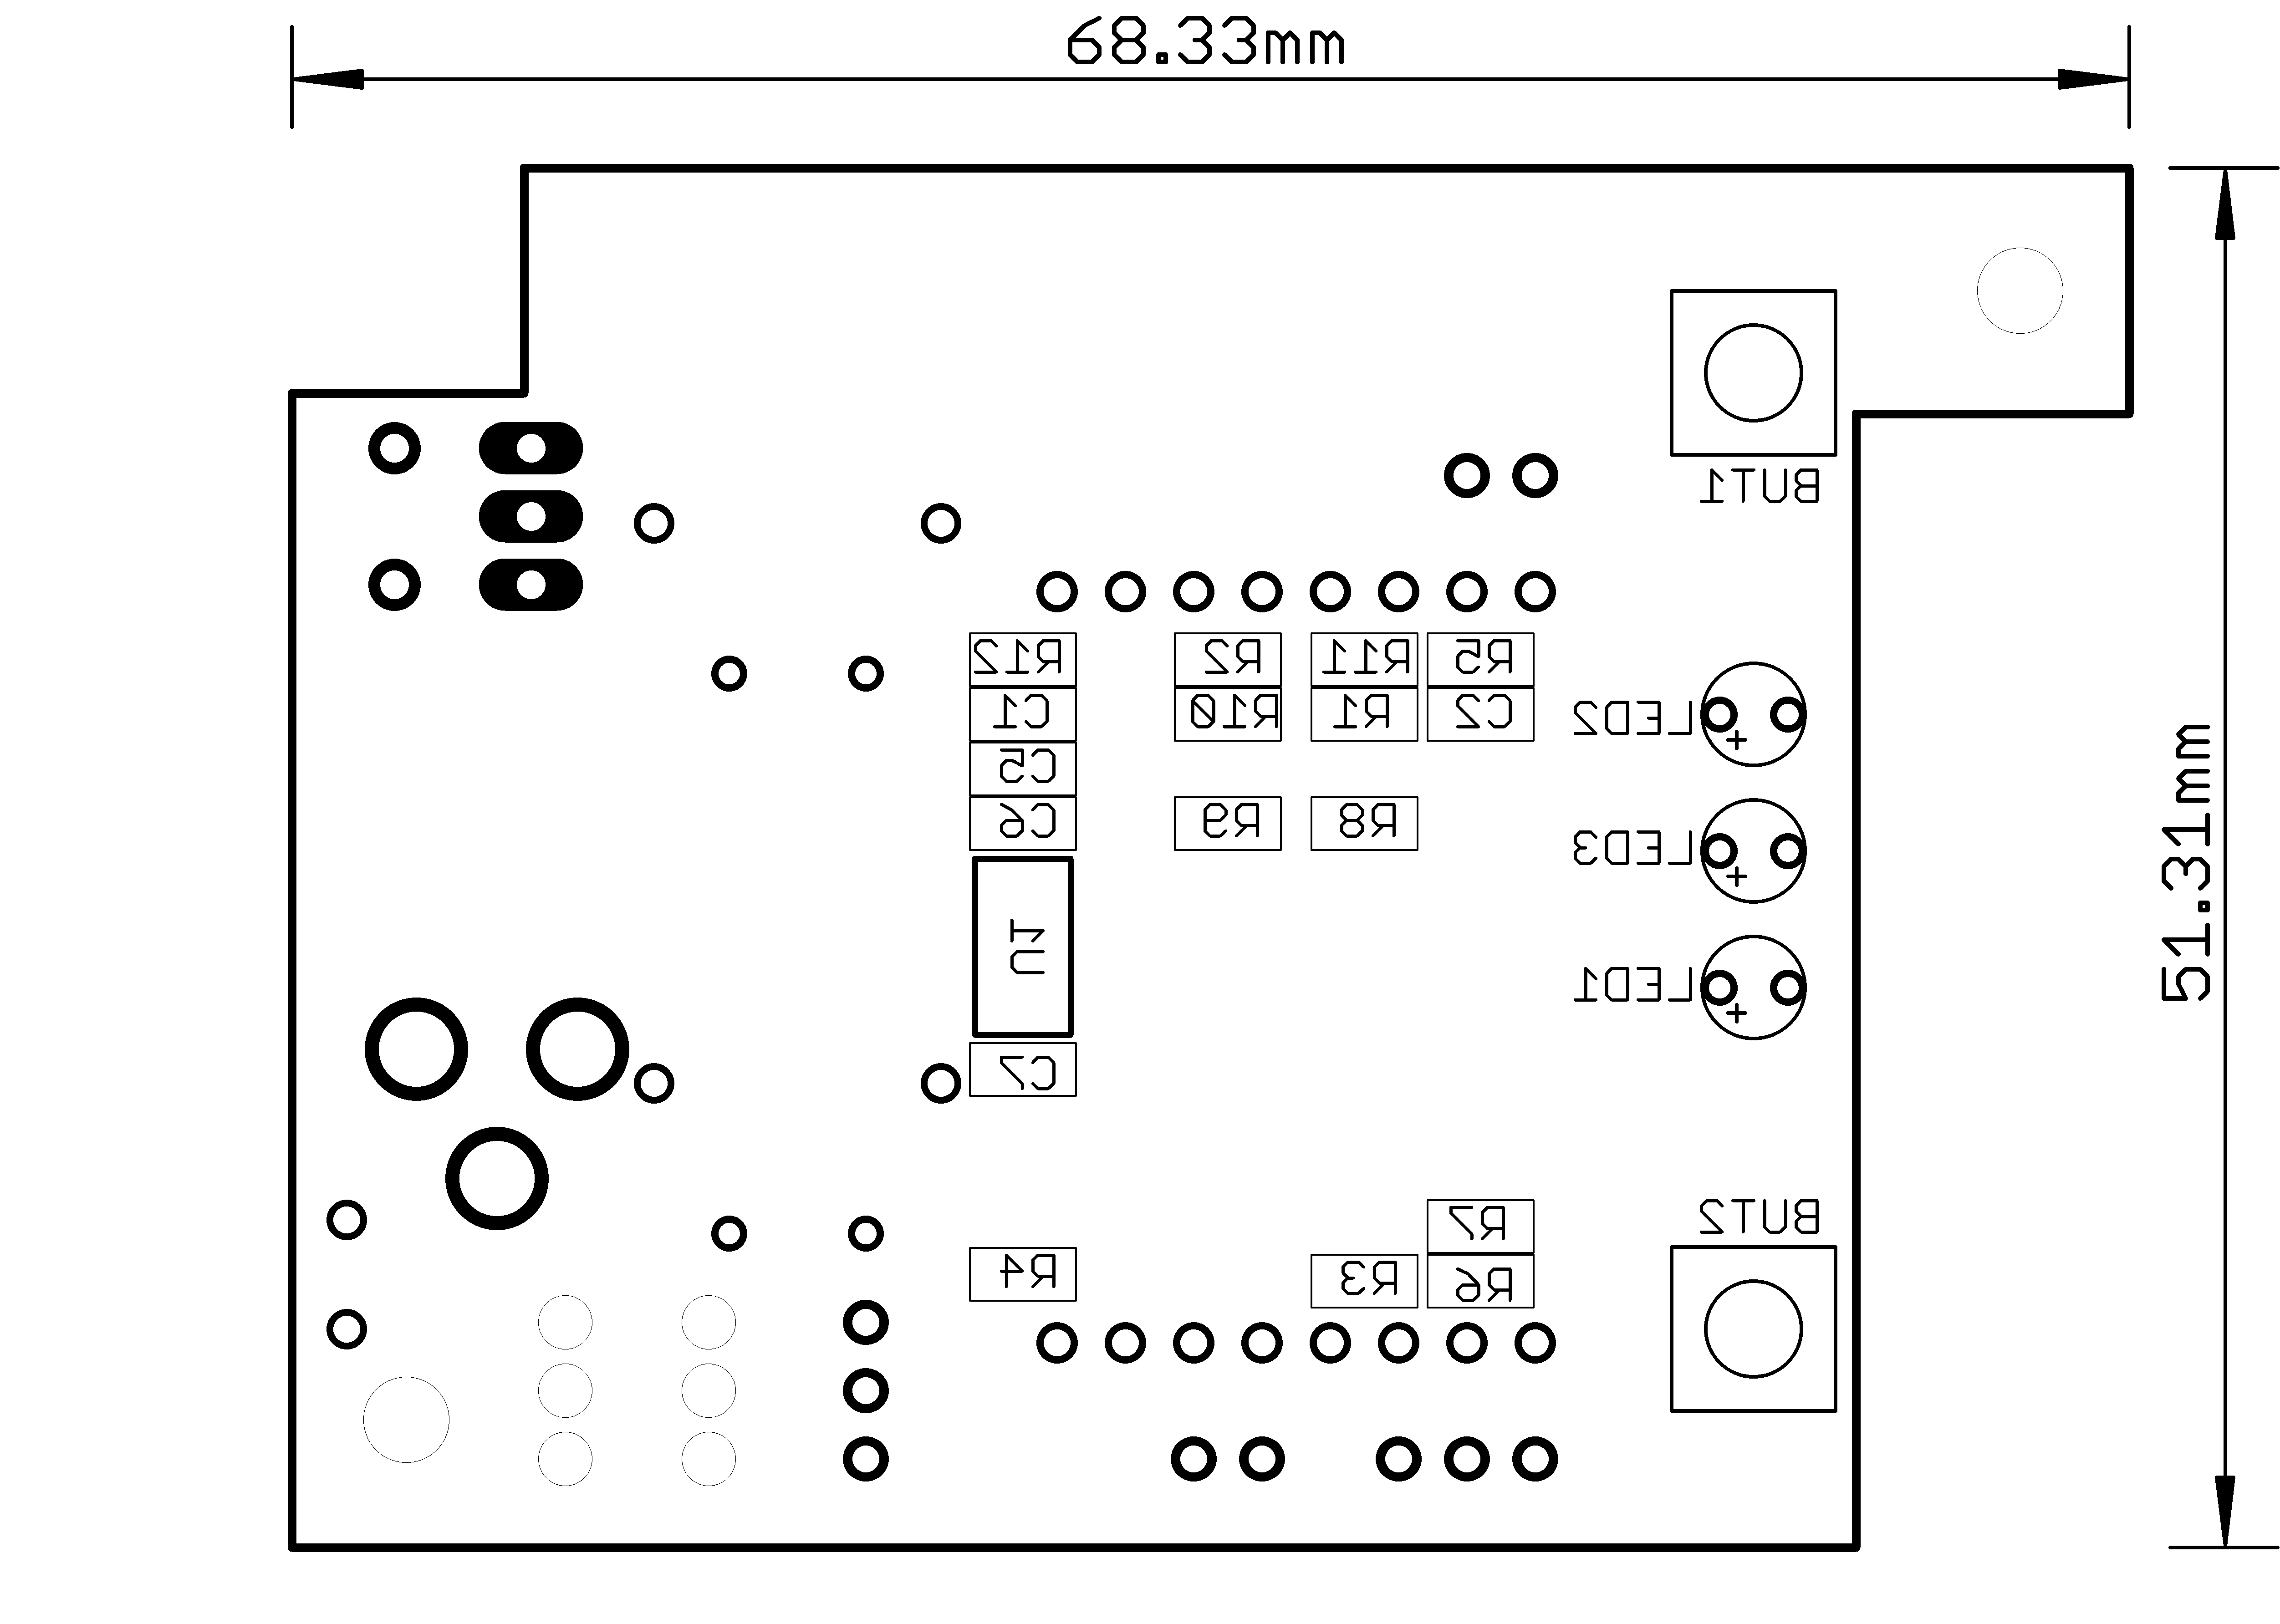 68.33mm
BUT1
R12 R2 R11 R5
C1 R10 R1 C2 LED2
+
C5
51.31mm
C6 R9 R8 LED3
+
U1
LED1
+
C7
R7 BUT2
R4 R3 R6